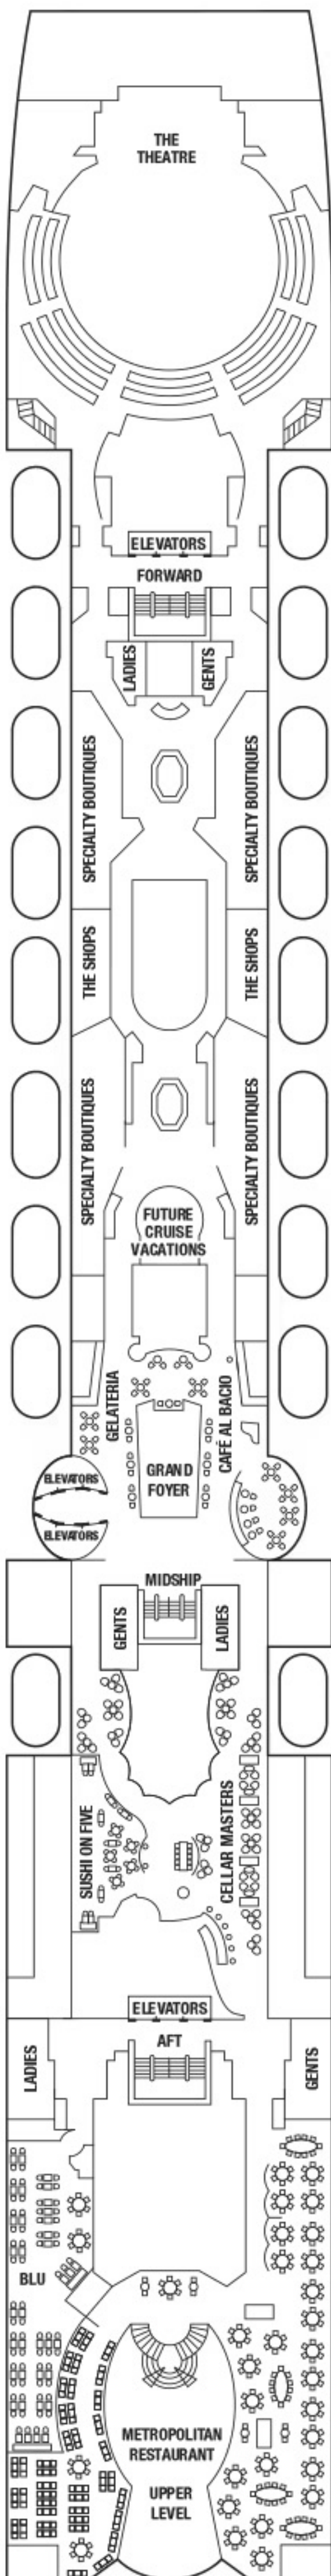 THE
THEATRE
ELEVATORS
FORWARD
LADIES
GENTS
SPECIALTY BOUTIQUES
SPECIALTY BOUTIQUES
THE SHOPS
THE SHOPS
SPECIALTY BOUTIQUES
SPECIALTY BOUTIQUES
FUTURE
CRUISE
VACATIONS
GELATERIA
CAFÉ AL BACIO
GRAND
FOYER
ELEVATORS
ELEVATORS
MIDSHIP
GENTS
LADIES
SUSHI ON FIVE
CELLAR MASTERS
ELEVATORS
AFT
LADIES
GENTS
BLU
METROPOLITAN
RESTAURANT
UPPER
LEVEL